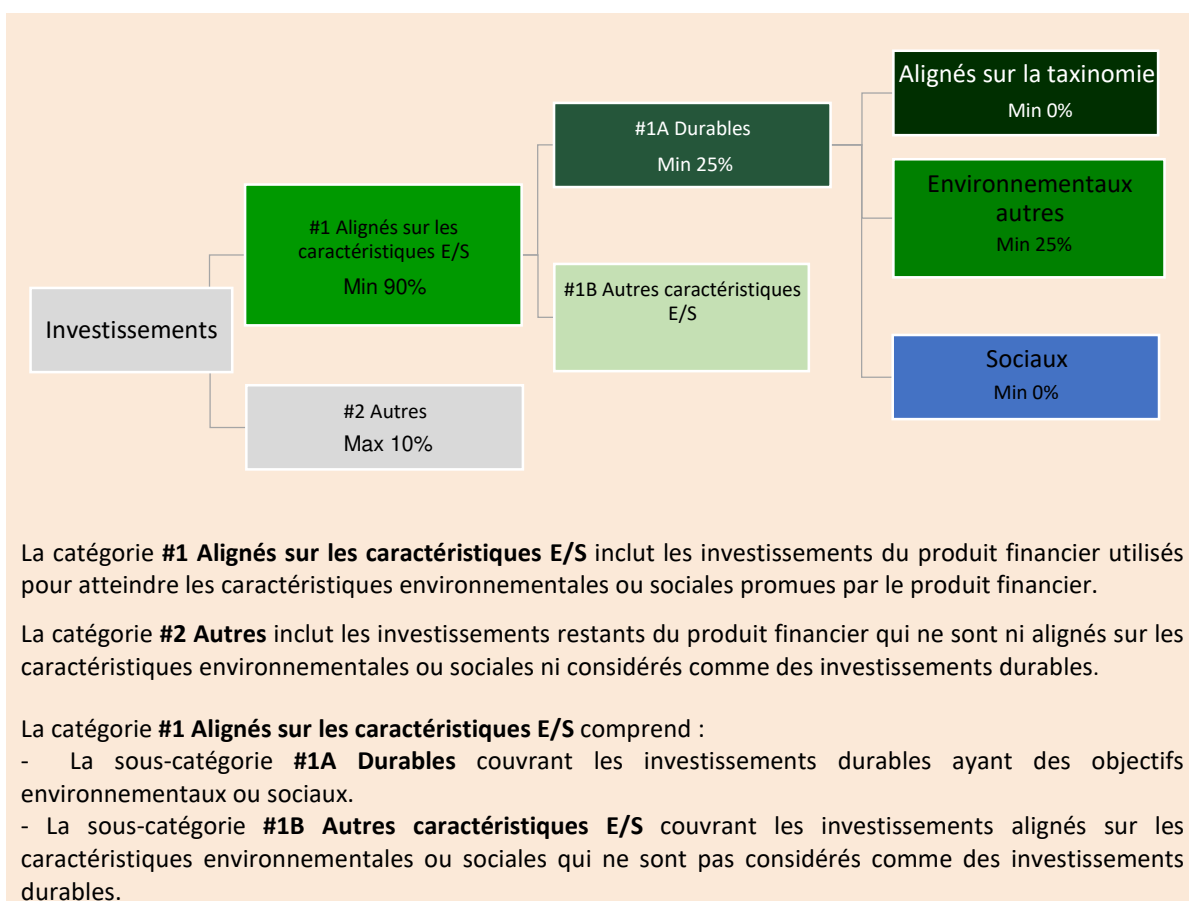 Investissements
#1 Alignés sur les
caractéristiques E/S
Min 90%
#2 Autres
Max 10%
#1A Durables
Min 25%
#1B Autres caractéristiques
E/S
Alignés sur la taxinomie
Min 0%
Environnementaux
autres
Min 25%
Sociaux
Min 0%
La catégorie #1 Alignés sur les caractéristiques E/S inclut les investissements du produit financier utilisés
pour atteindre les caractéristiques environnementales ou sociales promues par le produit financier.
La catégorie #2 Autres inclut les investissements restants du produit financier qui ne sont ni alignés sur les
caractéristiques environnementales ou sociales ni considérés comme des investissements durables.
La catégorie #1 Alignés sur les caractéristiques E/S comprend :
- La sous-catégorie #1A Durables couvrant les investissements durables ayant des objectifs
environnementaux ou sociaux.
- La sous-catégorie #1B Autres caractéristiques E/S couvrant les investissements alignés sur les
caractéristiques environnementales ou sociales qui ne sont pas considérés comme des investissements
durables.